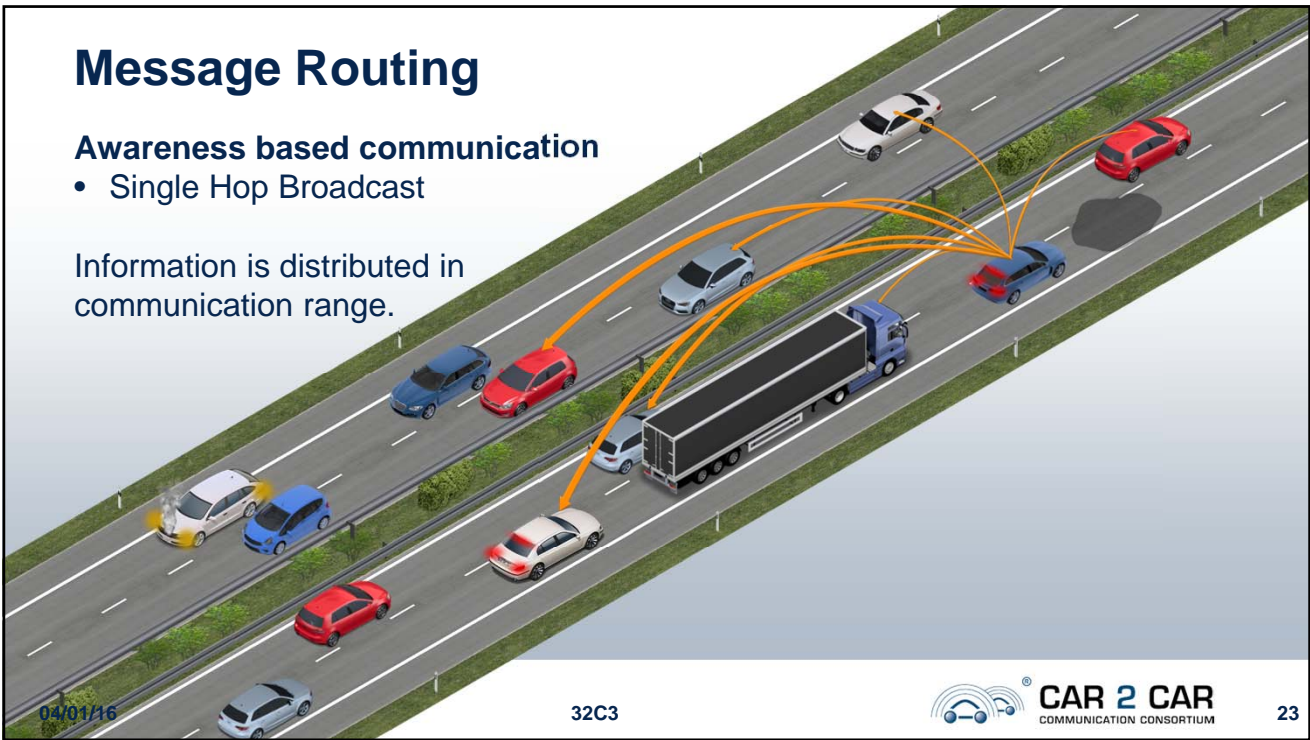 Message Routing
Awareness based communication
• Single Hop Broadcast
Information is distributed in
communication range.
04/01/16
32C3
® CAR 2 CAR
COMMUNICATION CONSORTIUM
23